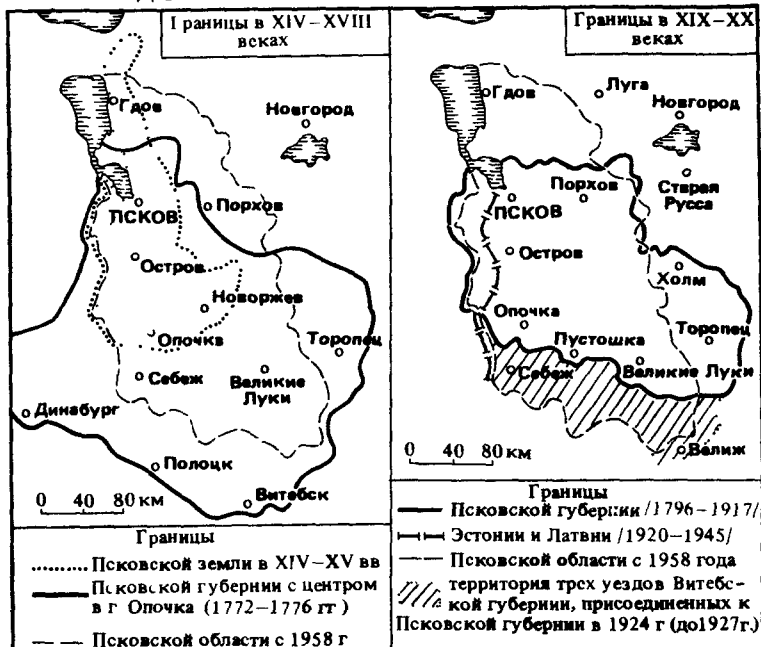 Границы в XIV–XVIII
веках
Гдов
Новгород
ПСКОВ
Порхов
Остров
Новоржев
Опочка
Торопец
Себеж
Великие
Луки
Динабург
Полоцк
Витебск
0 40 80 км
Границы
Псковской земли в XIV–XV вв
Псковской губернии с центром
в г Опочка (1772–1776 гг )
Псковской области с 1958 г
Границы в XIX–XX
веках
Гдов
Луга
Новгород
Старая
Русса
Порхов
ПСКОВ
Остров
Холм
Опочка
Торопец
Пустошка
Себеж
Великие Луки
Велиж
0 40 80 км
Границы
Псковской губернии /1796–1917/
Эстонии и Латвии /1920–1945/
Псковской области с 1958 года
территория трех уездов Витебс-
кой губернии, присоединенных к
Псковской губернии в 1924 г (до1927г.)